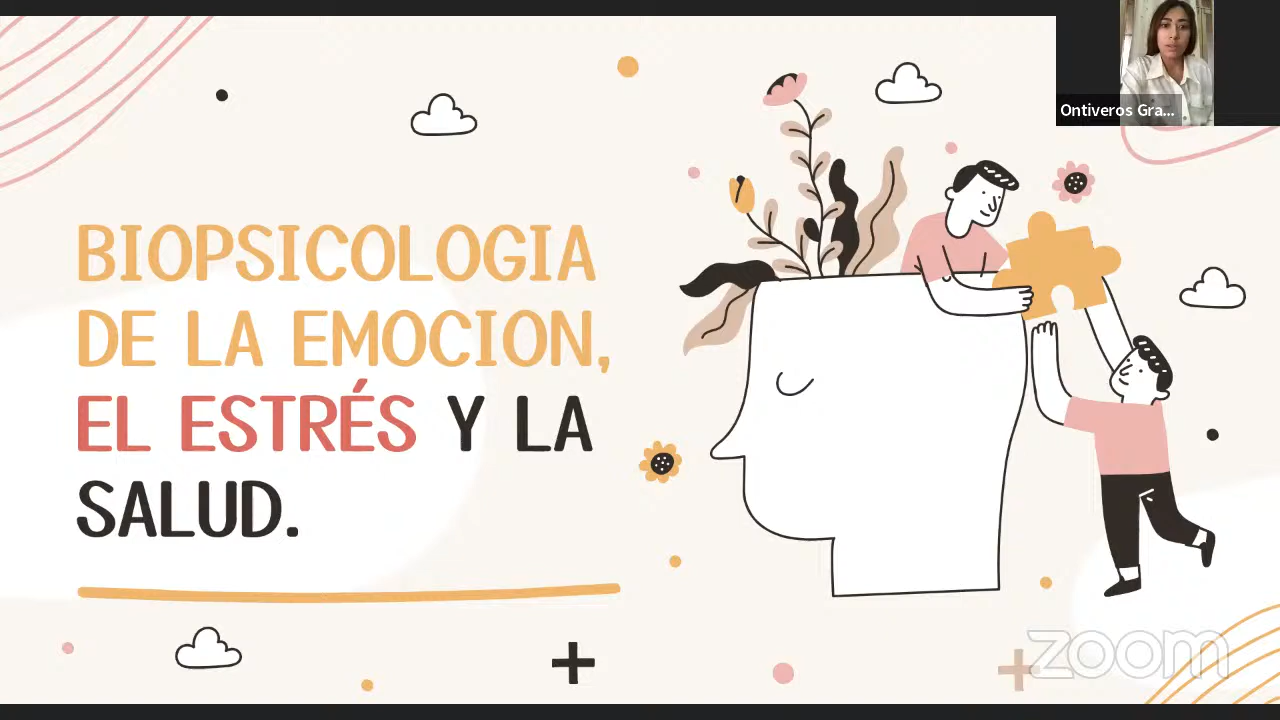 Ontiveros Gra...
BIOPSICOLOGIA
DE LA EMOCION,
EL ESTRÉS Y LA
SALUD.
zoom